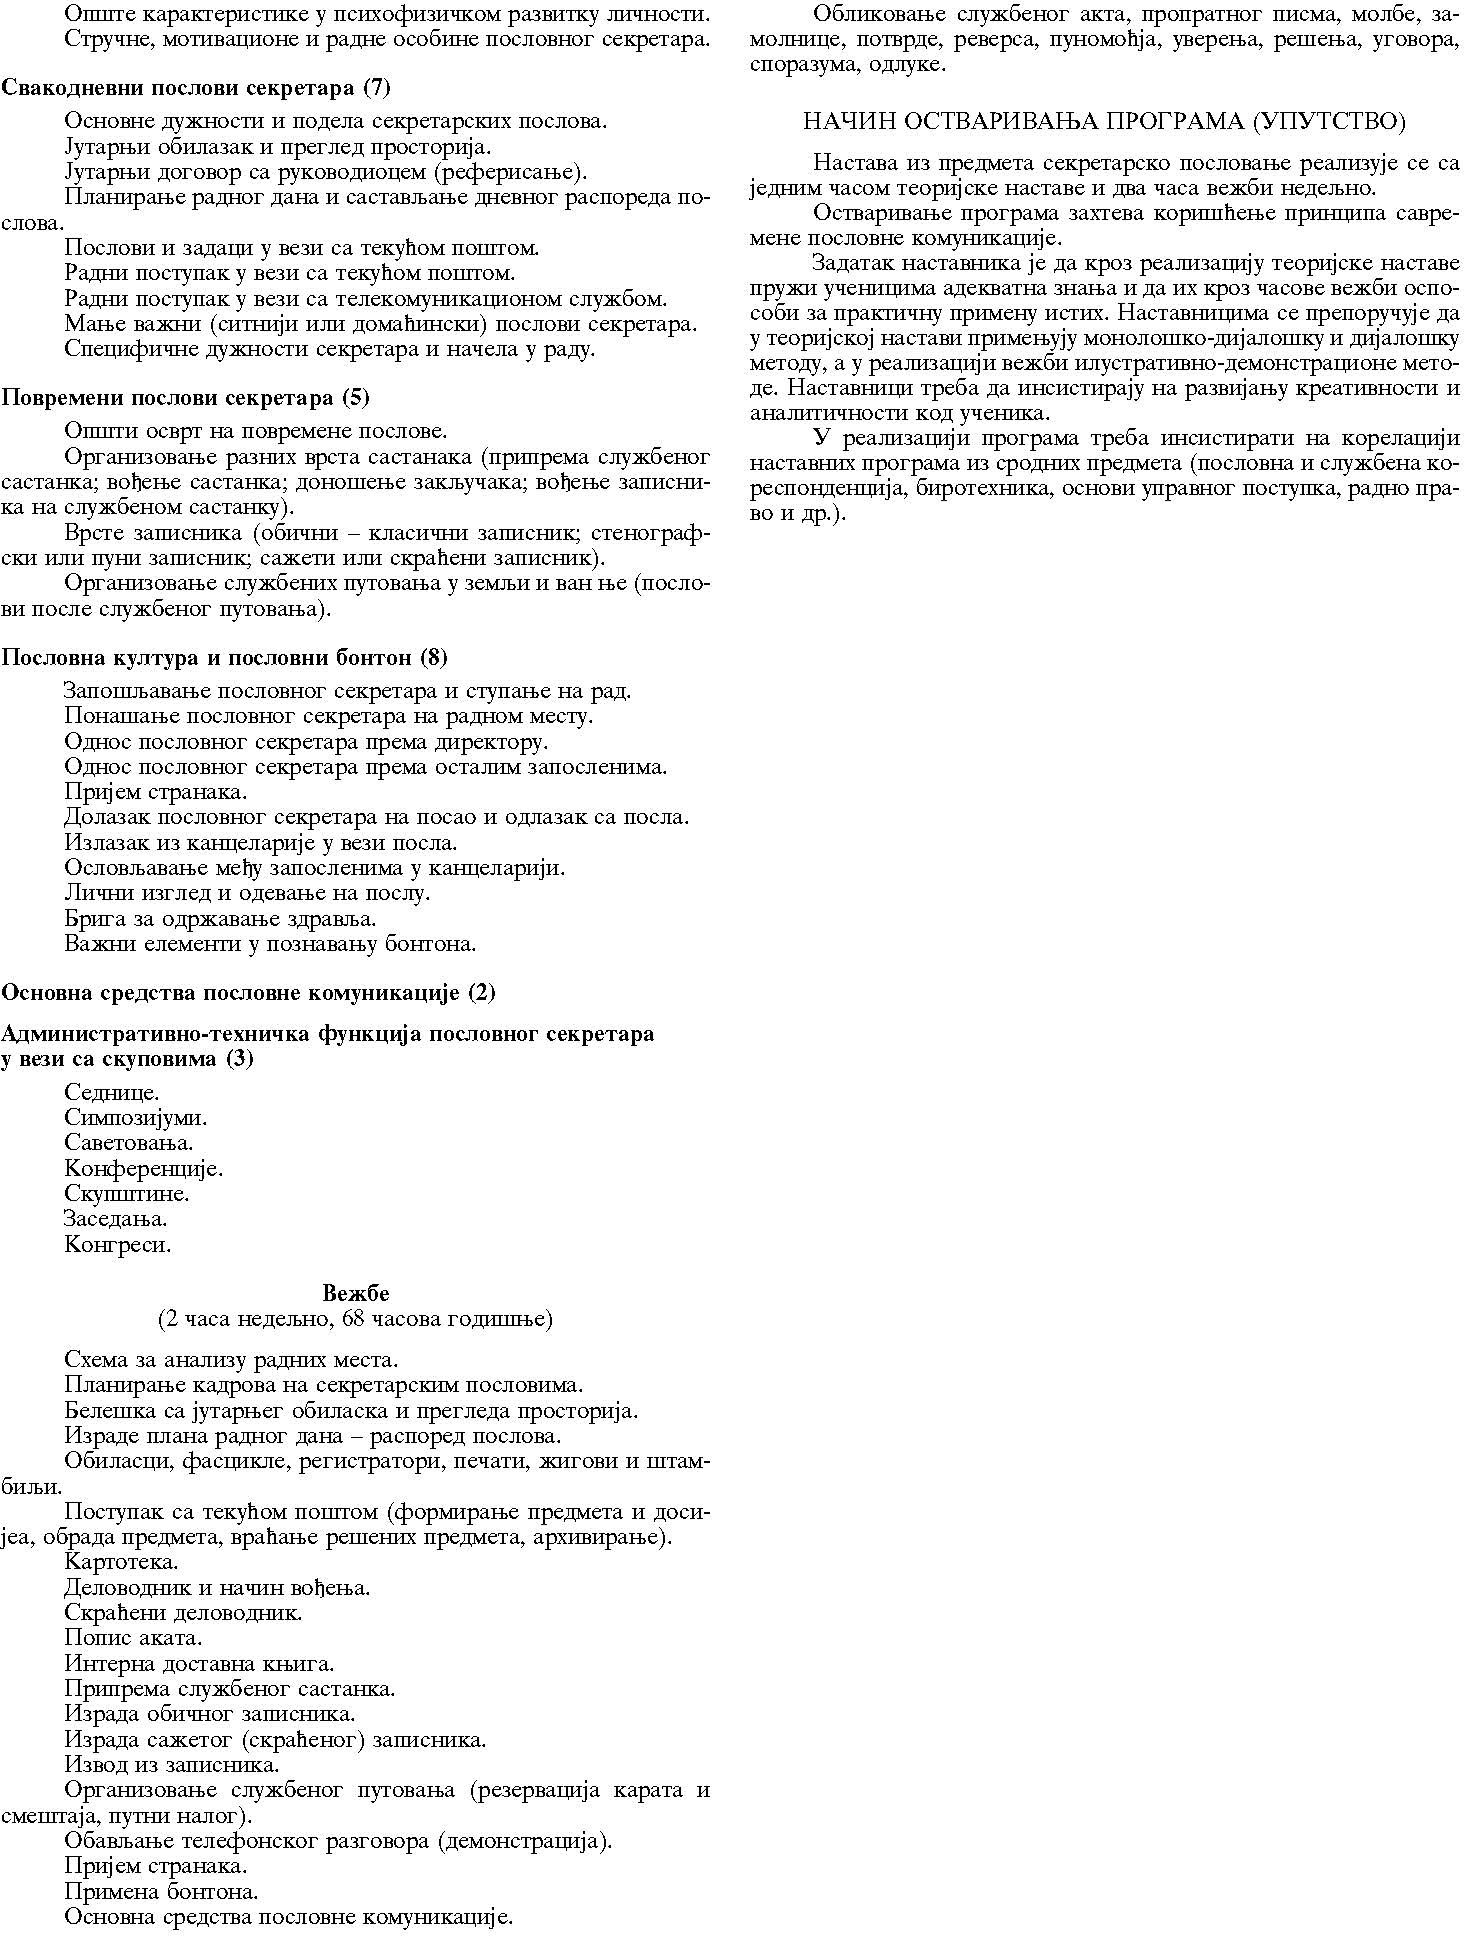 Опште карактеристике у психофизичком развитку личности.
Стручне, мотивационе и радне особине пословног секретара.
Свакодневни послови секретара (7)
Основне дужности и подела секретарских послова.
Јутарњи обилазак и преглед просторија.
Јутарњи договор са руководиоцем (реферисање).
Планирање радног дана и састављање дневног распореда по-
слова.
Послови и задаци у вези са текућом поштом.
Радни поступак у вези са текућом поштом.
Радни поступак у вези са телекомуникационом службом.
Мање важни (ситнији или домаћински) послови секретара.
Специфичне дужности секретара и начела у раду.
Повремени послови секретара (5)
Општи осврт на повремене послове.
Организовање разних врста састанака (припрема службеног
састанка; вођење састанка; доношење закључака; вођење записни-
ка на службеном састанку).
Врсте записника (обични – класични записник; стенограф-
ски или пуни записник; сажети или скраћени записник).
Организовање службених путовања у земљи и ван ње (посло-
ви после службеног путовања).
Пословна култура и пословни бонтон (8)
Запошљавање пословног секретара и ступање на рад.
Понашање пословног секретара на радном месту.
Однос пословног секретара према директору.
Однос пословног секретара према осталим запосленима.
Пријем странака.
Долазак пословног секретара на посао и одлазак са посла.
Излазак из канцеларије у вези посла.
Ословљавање међу запосленима у канцеларији.
Лични изглед и одевање на послу.
Брига за одржавање здравља.
Важни елементи у познавању бонтона.
Основна средства пословне комуникације (2)
Административно-техничка функција пословног секретара
у вези са скуповима (3)
Седнице.
Симпозијуми.
Саветовања.
Конференције.
Скупштине.
Заседања.
Конгреси.
Вежбе
(2 часа недељно, 68 часова годишње)
Схема за анализу радних места.
Планирање кадрова на секретарским пословима.
Белешка са јутарњег обиласка и прегледа просторија.
Израде плана радног дана – распоред послова.
Обиласци, фасцикле, регистратори, печати, жигови и штам-
биљи.
Поступак са текућом поштом (формирање предмета и доси-
јеа, обрада предмета, враћање решених предмета, архивирање).
Картотека.
Деловодник и начин вођења.
Скраћени деловодник.
Попис аката.
Интерна доставна књига.
Припрема службеног састанка.
Израда обичног записника.
Израда сажетог (скраћеног) записника.
Извод из записника.
Организовање службеног путовања (резервација карата и
смештаја, путни налог).
Обављање телефонског разговора (демонстрација).
Пријем странака.
Примена бонтона.
Основна средства пословне комуникације.
Обликовање службеног акта, пропратног писма, молбе, за-
молнице, потврде, реверса, пуномоћја, уверења, решења, уговора,
споразума, одлуке.
НАЧИН ОСТВАРИВАЊА ПРОГРАМА (УПУТСТВО)
Настава из предмета секретарско пословање реализује се са
једним часом теоријске наставе и два часа вежби недељно.
Остваривање програма захтева коришћење принципа савре-
мене пословне комуникације.
Задатак наставника је да кроз реализацију теоријске наставе
пружи ученицима адекватна знања и да их кроз часове вежби оспо-
соби за практичну примену истих. Наставницима се препоручује да
у теоријској настави примењују монолошко-дијалошку и дијалошку
методу, а у реализацији вежби илустративно-демонстрационе мето-
де. Наставници треба да инсистирају на развијању креативности и
аналитичности код ученика.
У реализацији програма треба инсистирати на корелацији
наставних програма из сродних предмета (пословна и службена ко-
респонденција, биротехника, основи управног поступка, радно пра-
во и др.).